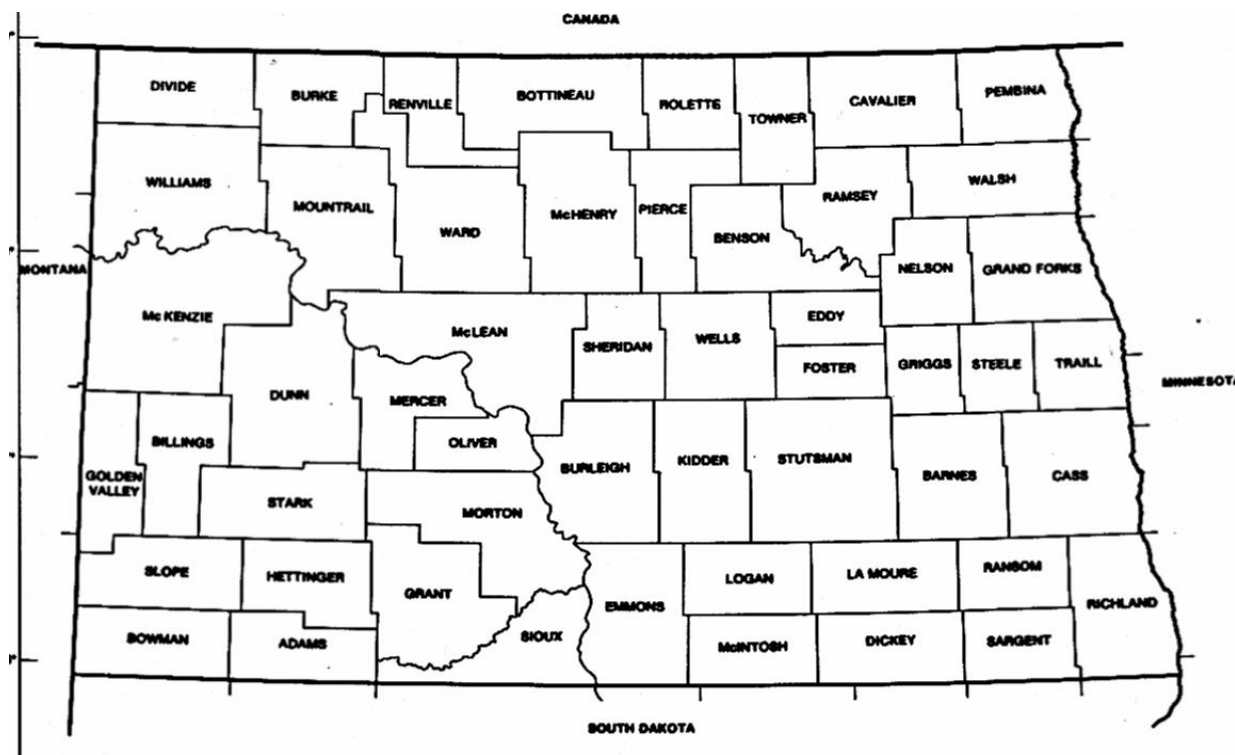 CANADA
DIVIDE
BURKE
RENVILLE
BOTTINEAU
ROLETTE
TOWNER
CAVALIER
PEMBINA
WILLIAMS
MOUNTRAIL
WARD
McHENRY
PIERCE
BENSON
RAMSEY
WALSH
MONTANA
McKENZIE
McLEAN
SHERIDAN
WELLS
EDDY
FOSTER
NELSON
GRAND FORKS
GRIGGS
STEELE
TRAILL
MINNESOTA
DUNN
MERCER
OLIVER
BILLINGS
GOLDEN
VALLEY
STARK
MORTON
BURLEIGH
KIDDER
STUTSMAN
BARNES
CASS
SLOPE
HETTINGER
GRANT
EMMONS
LOGAN
LA MOURE
RANSOM
RICHLAND
BOWMAN
ADAMS
SIOUX
McINTOSH
DICKEY
SARGENT
SOUTH DAKOTA